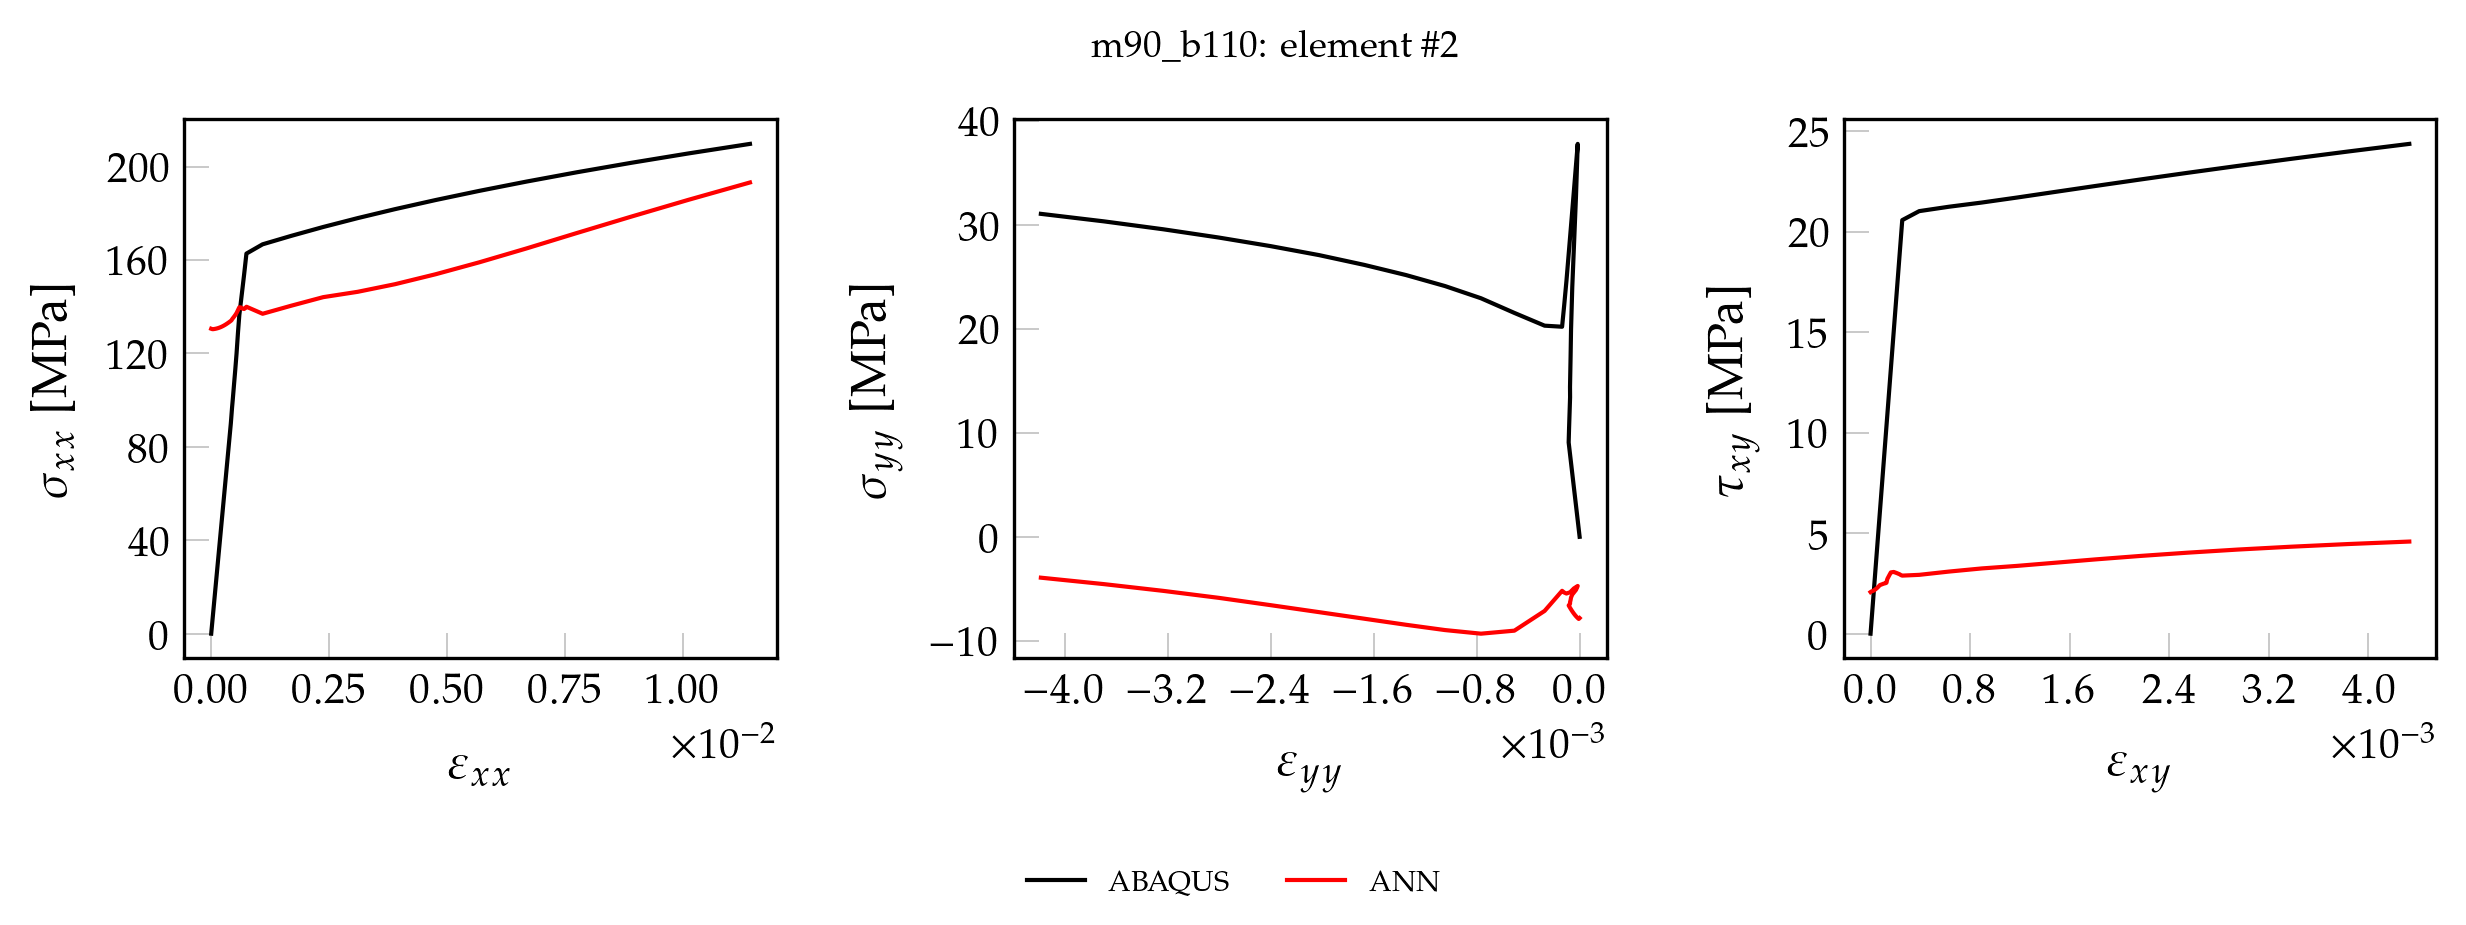 m90_b110: element #2
σxx [MPa]
200
160
120
80
40
0
0.00 0.25 0.50 0.75 1.00
×10−2
εxx
σyy [MPa]
40
30
20
10
0
−10
−4.0 −3.2 −2.4 −1.6 −0.8 0.0
×10−3
εyy
τxy [MPa]
25
20
15
10
5
0
0.0 0.8 1.6 2.4 3.2 4.0
×10−3
εxy
ABAQUS ANN